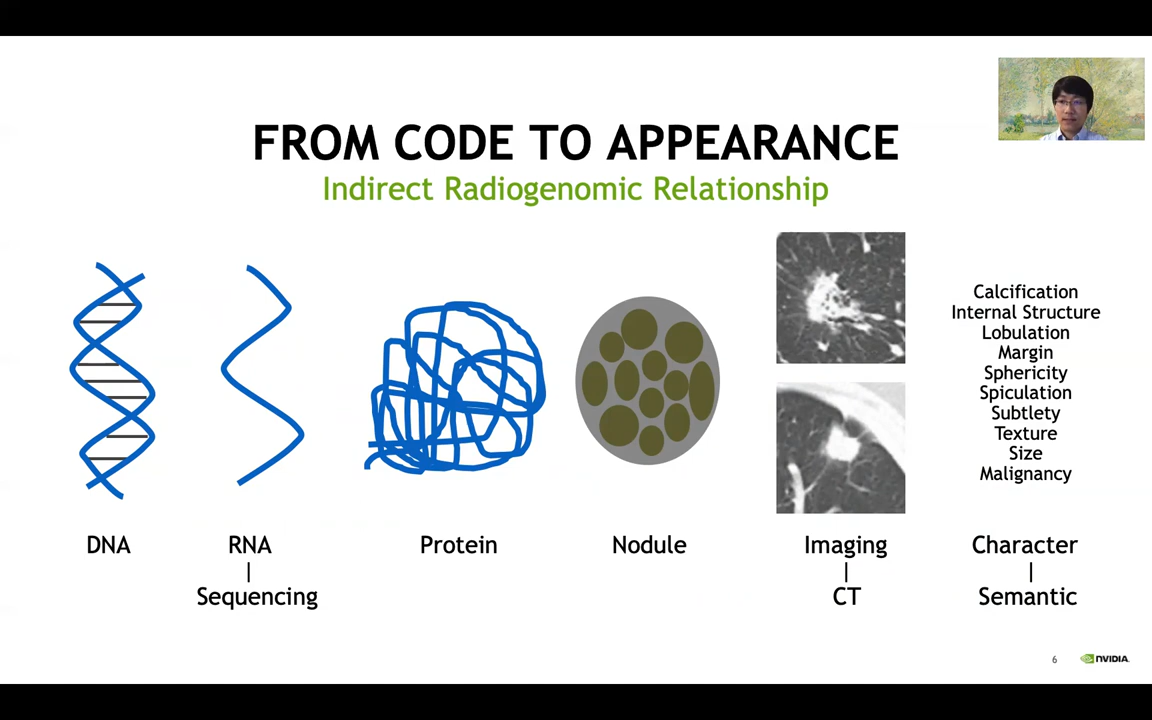 FROM CODE TO APPEARANCE
Indirect Radiogenomic Relationship
Calcification
Internal Structure
Lobulation
Margin
Sphericity
Spiculation
Subtlety
Texture
Size
Malignancy
DNA
RNA
Protein
Nodule
Imaging
Character
Sequencing
CT
Semantic
6
NVIDIA.